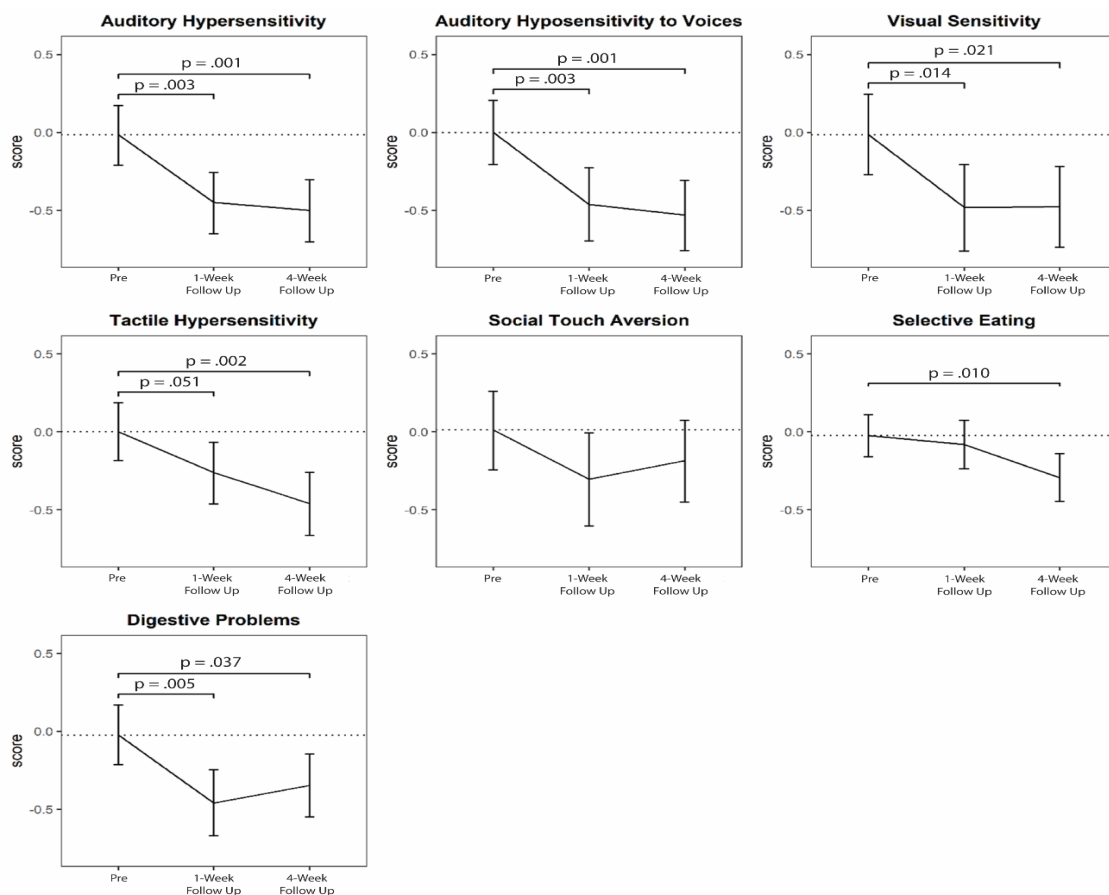 Auditory Hypersensitivity
score
0.5
0.0
-0.5
p = .001
p = .003
Pre
1-Week
Follow Up
4-Week
Follow Up
Auditory Hyposensitivity to Voices
score
0.5
0.0
-0.5
p = .001
p = .003
Pre
1-Week
Follow Up
4-Week
Follow Up
Visual Sensitivity
score
0.5
0.0
-0.5
p = .021
p = .014
Pre
1-Week
Follow Up
4-Week
Follow Up
Tactile Hypersensitivity
score
0.5
0.0
-0.5
p = .002
p = .051
Pre
1-Week
Follow Up
4-Week
Follow Up
Social Touch Aversion
score
0.5
0.0
-0.5
Pre
1-Week
Follow Up
4-Week
Follow Up
Selective Eating
score
0.5
0.0
-0.5
p = .010
Pre
1-Week
Follow Up
4-Week
Follow Up
Digestive Problems
score
0.5
0.0
-0.5
p = .037
p = .005
Pre
1-Week
Follow Up
4-Week
Follow Up